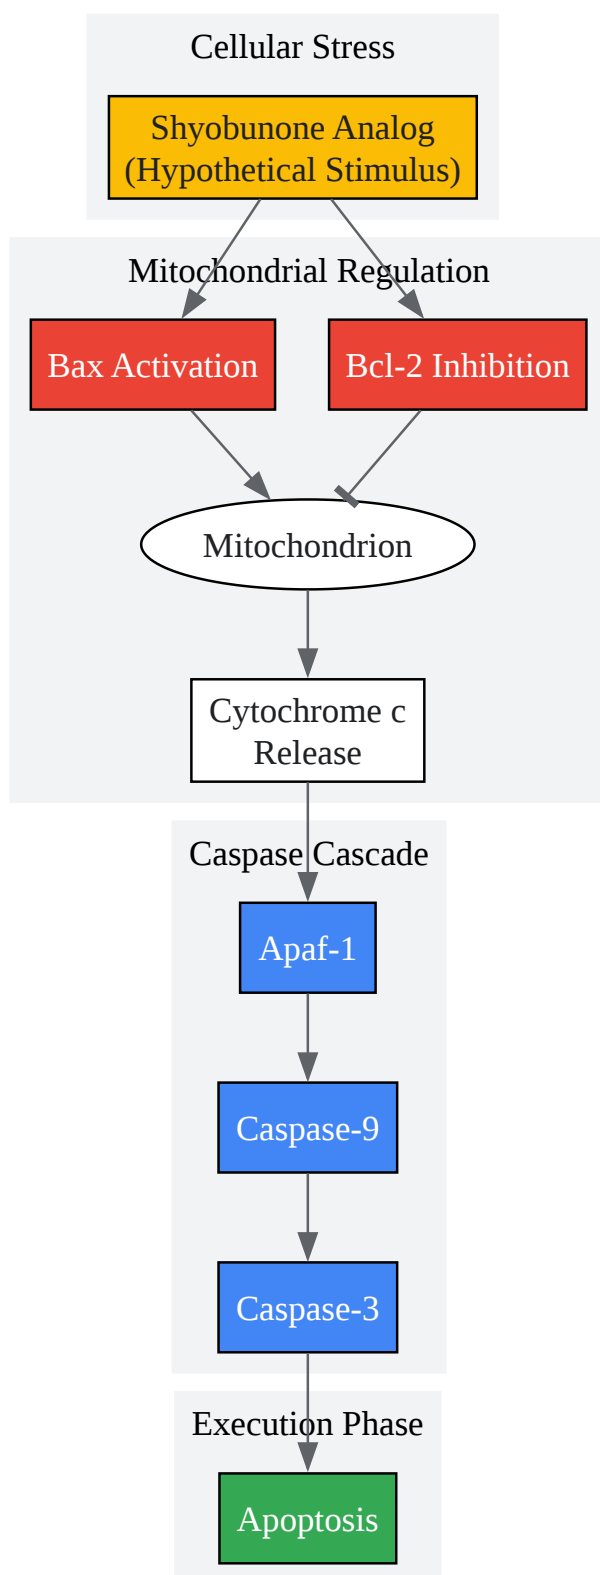 Cellular Stress
Shyobunone Analog
(Hypothetical Stimulus)
Mitochondrial Regulation
Bax Activation
Bcl-2 Inhibition
Mitochondrion
Cytochrome c
Release
Caspase Cascade
Apaf-1
Caspase-9
Caspase-3
Execution Phase
Apoptosis